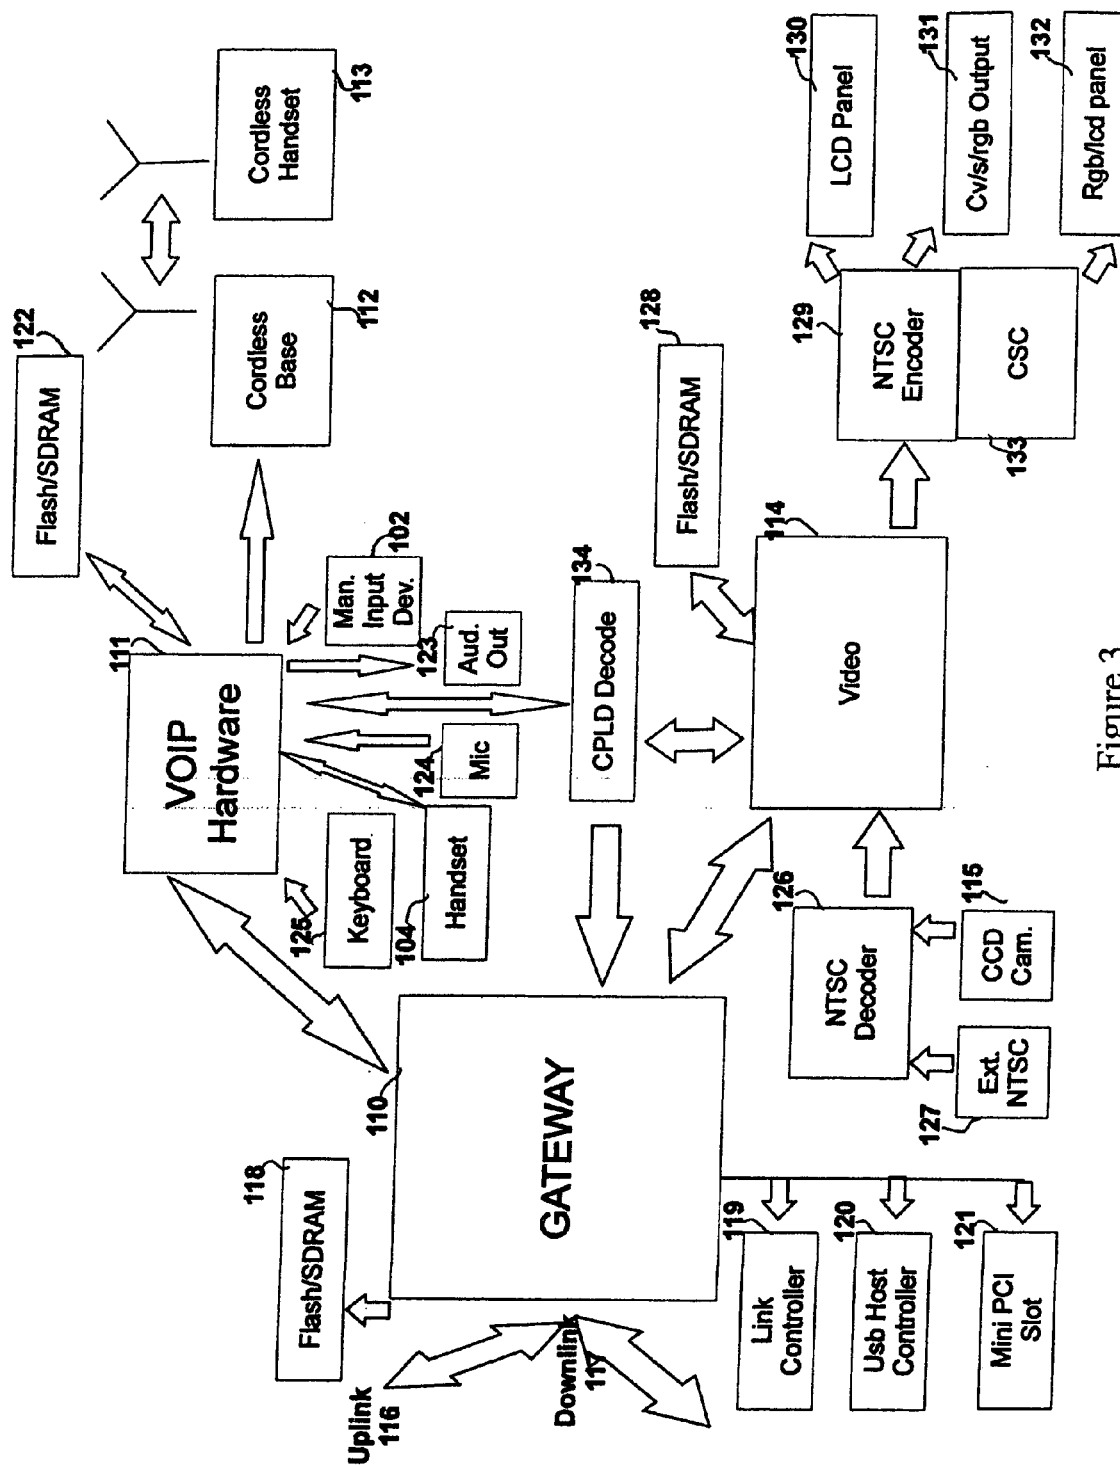 122
Flash/SDRAM
113
Cordless
Handset
112
Cordless
Base
111
VOIP
Hardware
102
Man.
Input
Dev.
123
Aud.
Out
124
Mic
125
Keyboard
104
Handset
134
CPLD Decode
128
Flash/SDRAM
114
Video
129
NTSC
Encoder
CSC
133
130
LCD Panel
131
Cv/s/rgb Output
132
Rgb/lcd panel
126
NTSC
Decoder
115
CCD
Cam.
127
Ext.
NTSC
110
GATEWAY
118
Flash/SDRAM
Uplink
116
Downlink
117
119
Link
Controller
120
Usb Host
Controller
121
Mini PCI
Slot
Figure 3